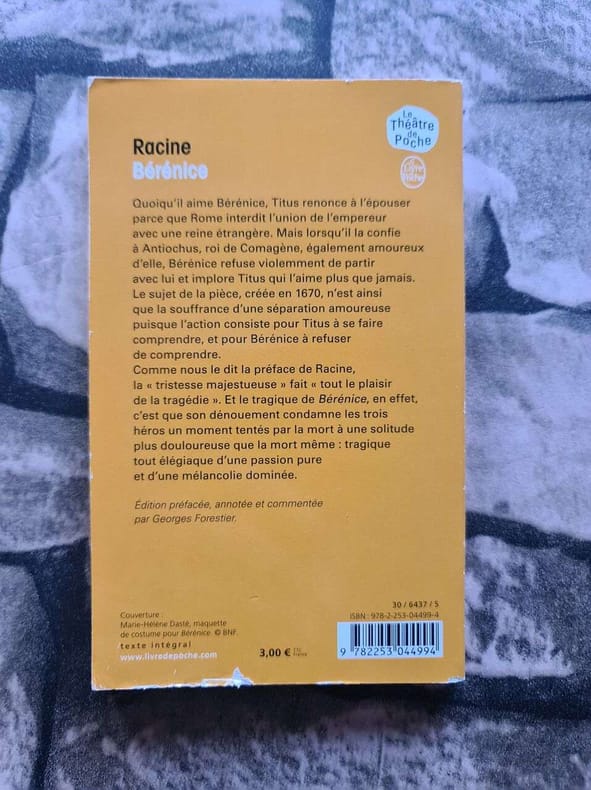 Le
Théâtre
de
Poche
Le Livre
de
Poche
Racine
Bérénice
Quoiqu'il aime Bérénice, Titus renonce à l'épouser
parce que Rome interdit l'union de l'empereur
avec une reine étrangère. Mais lorsqu'il la confie
à Antiochus, roi de Comagène, également amoureux
d'elle, Bérénice refuse violemment de partir
avec lui et implore Titus qui l'aime plus que jamais.
Le sujet de la pièce, créée en 1670, n'est ainsi
que la souffrance d'une séparation amoureuse
puisque l'action consiste pour Titus à se faire
comprendre, et pour Bérénice à refuser
de comprendre.
Comme nous le dit la préface de Racine,
la « tristesse majestueuse » fait « tout le plaisir
de la tragédie ». Et le tragique de Bérénice, en effet,
c'est que son dénouement condamne les trois
héros un moment tentés par la mort à une solitude
plus douloureuse que la mort même : tragique
tout élégiaque d'une passion pure
et d'une mélancolie dominée.
Édition préfacée, annotée et commentée
par Georges Forestier.
Couverture :
Marie-Hélène Dasté, maquette
de costume pour Bérénice. © BNF.
texte intégral
www.livredepoche.com
3,00 € TTC
France
30 / 6437 / 5
ISBN : 978-2-253-04499-4
9 782253 044994